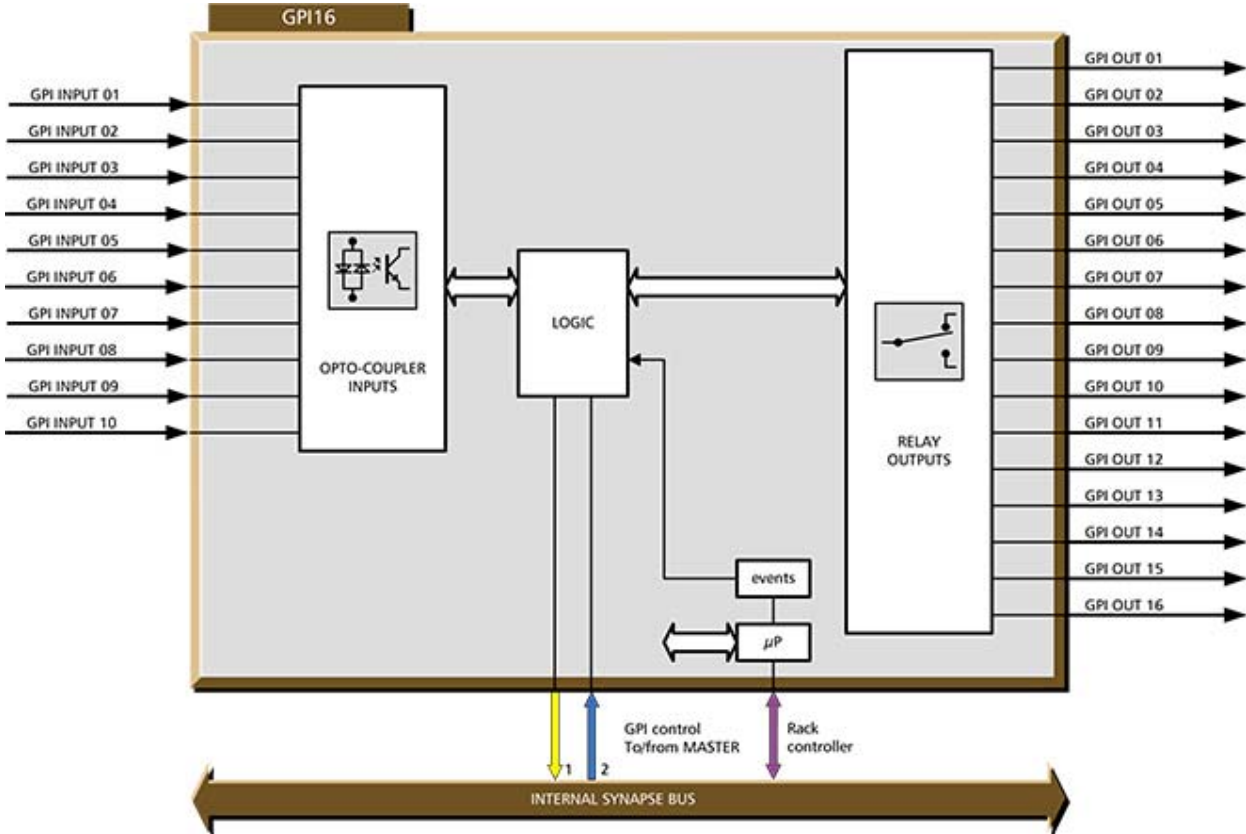 GPI16
GPI INPUT 01
GPI INPUT 02
GPI INPUT 03
GPI INPUT 04
GPI INPUT 05
GPI INPUT 06
GPI INPUT 07
GPI INPUT 08
GPI INPUT 09
GPI INPUT 10
OPTO-COUPLER
INPUTS
LOGIC
RELAY
OUTPUTS
events
µP
GPI OUT 01
GPI OUT 02
GPI OUT 03
GPI OUT 04
GPI OUT 05
GPI OUT 06
GPI OUT 07
GPI OUT 08
GPI OUT 09
GPI OUT 10
GPI OUT 11
GPI OUT 12
GPI OUT 13
GPI OUT 14
GPI OUT 15
GPI OUT 16
1
2
GPI control
To/from MASTER
Rack
controller
INTERNAL SYNAPSE BUS